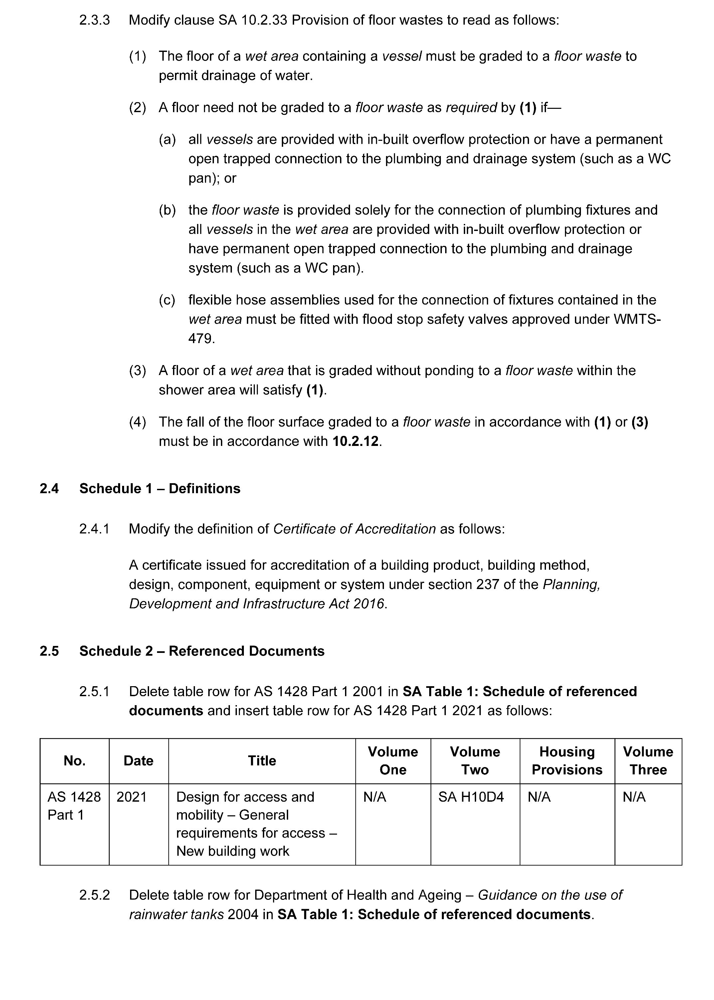 2.3.3 Modify clause SA 10.2.33 Provision of floor wastes to read as follows:
(1) The floor of a wet area containing a vessel must be graded to a floor waste to
permit drainage of water.
(2) A floor need not be graded to a floor waste as required by (1) if—
(a) all vessels are provided with in-built overflow protection or have a permanent
open trapped connection to the plumbing and drainage system (such as a WC
pan); or
(b) the floor waste is provided solely for the connection of plumbing fixtures and
all vessels in the wet area are provided with in-built overflow protection or
have permanent open trapped connection to the plumbing and drainage
system (such as a WC pan).
(c) flexible hose assemblies used for the connection of fixtures contained in the
wet area must be fitted with flood stop safety valves approved under WMTS-
479.
(3) A floor of a wet area that is graded without ponding to a floor waste within the
shower area will satisfy (1).
(4) The fall of the floor surface graded to a floor waste in accordance with (1) or (3)
must be in accordance with 10.2.12.
2.4 Schedule 1 – Definitions
2.4.1 Modify the definition of Certificate of Accreditation as follows:
A certificate issued for accreditation of a building product, building method,
design, component, equipment or system under section 237 of the Planning,
Development and Infrastructure Act 2016.
2.5 Schedule 2 – Referenced Documents
2.5.1 Delete table row for AS 1428 Part 1 2001 in SA Table 1: Schedule of referenced
documents and insert table row for AS 1428 Part 1 2021 as follows:
No. Date Title Volume One Volume Two Housing Provisions Volume Three
AS 1428 2021 Design for access and N/A SA H10D4 N/A N/A
Part 1 mobility – General
requirements for access –
New building work
2.5.2 Delete table row for Department of Health and Ageing – Guidance on the use of
rainwater tanks 2004 in SA Table 1: Schedule of referenced documents.